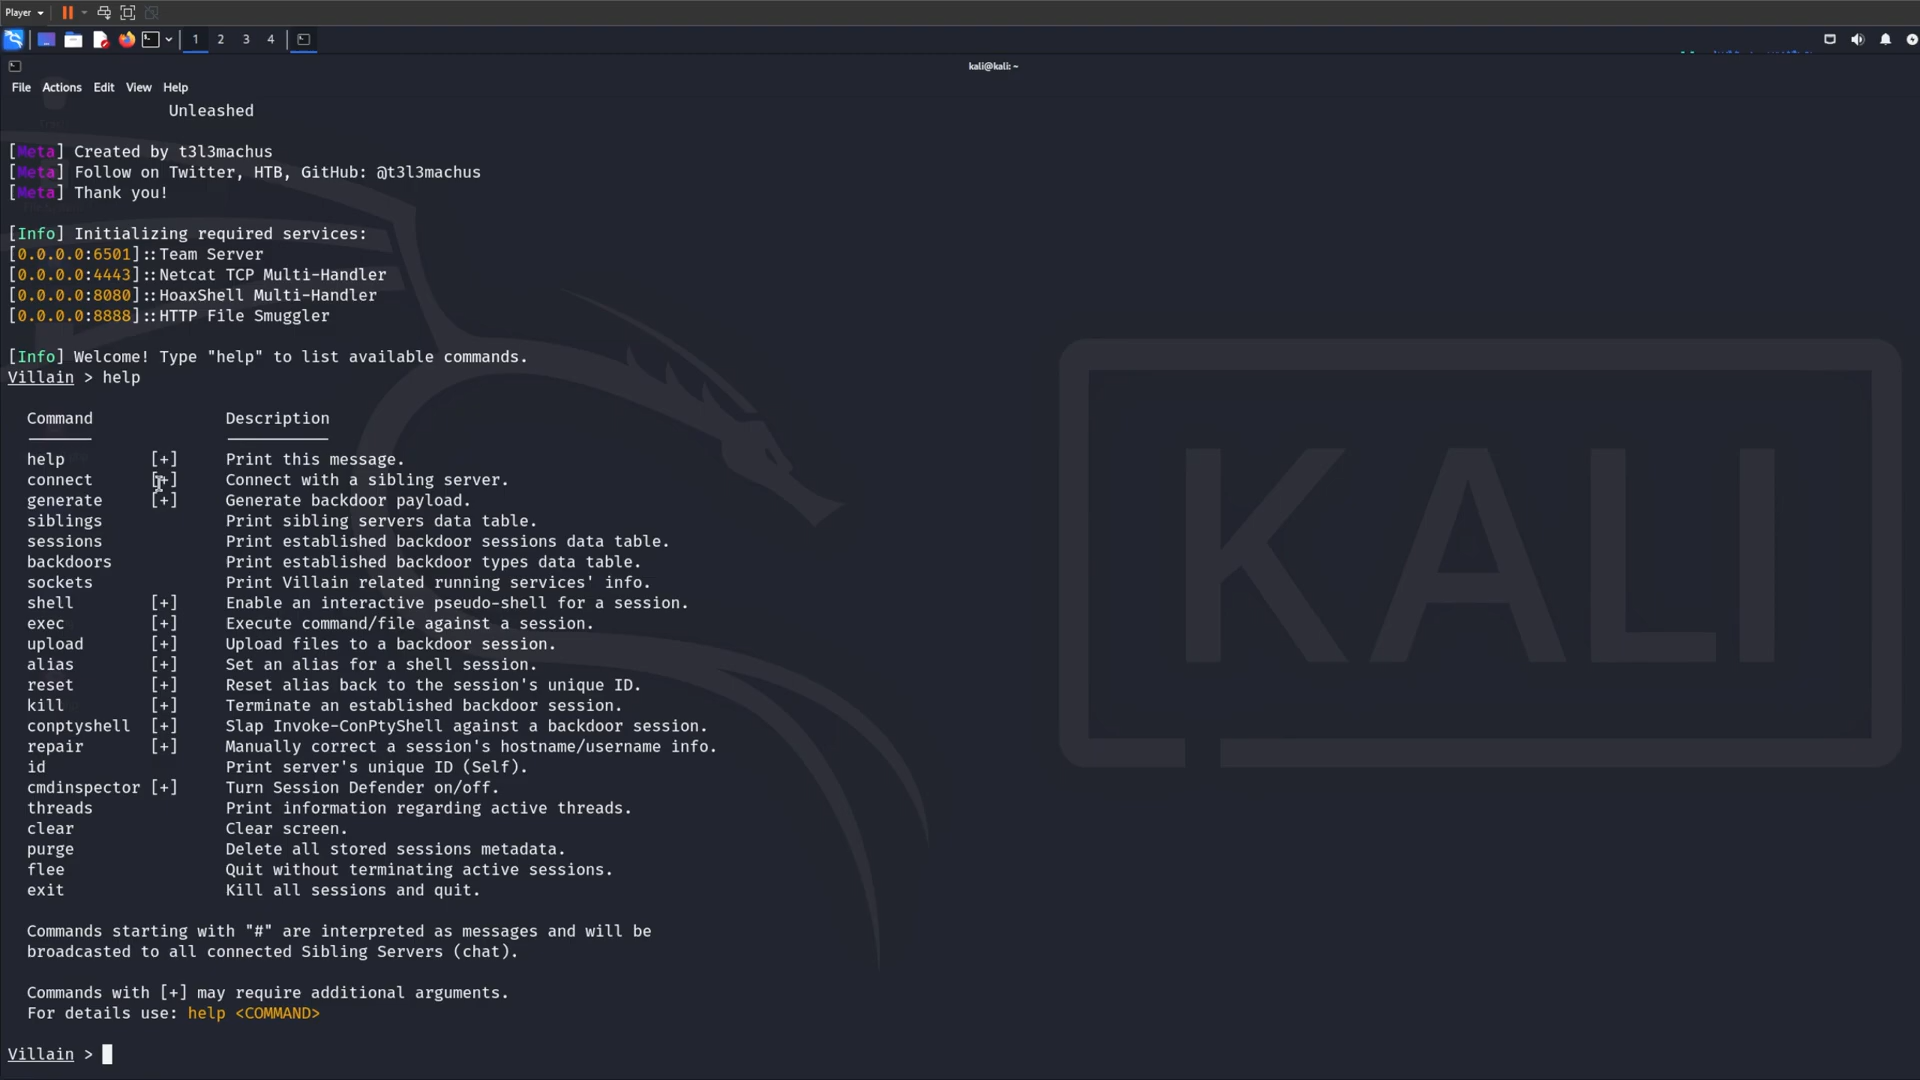 Player
1 2 3 4
kali@kali: ~
File Actions Edit View Help
Unleashed
[Meta] Created by t3l3machus
[Meta] Follow on Twitter, HTB, GitHub: @t3l3machus
[Meta] Thank you!
[Info] Initializing required services:
[0.0.0.0:6501]::Team Server
[0.0.0.0:4443]::Netcat TCP Multi-Handler
[0.0.0.0:8080]::HoaxShell Multi-Handler
[0.0.0.0:8888]::HTTP File Smuggler
[Info] Welcome! Type "help" to list available commands.
Villain > help
Command Description
help [+] Print this message.
connect [+] Connect with a sibling server.
generate [+] Generate backdoor payload.
siblings Print sibling servers data table.
sessions Print established backdoor sessions data table.
backdoors Print established backdoor types data table.
sockets Print Villain related running services' info.
shell [+] Enable an interactive pseudo-shell for a session.
exec [+] Execute command/file against a session.
upload [+] Upload files to a backdoor session.
alias [+] Set an alias for a shell session.
reset [+] Reset alias back to the session's unique ID.
kill [+] Terminate an established backdoor session.
conptyshell [+] Slap Invoke-ConPtyShell against a backdoor session.
repair [+] Manually correct a session's hostname/username info.
id Print server's unique ID (Self).
cmdinspector [+] Turn Session Defender on/off.
threads Print information regarding active threads.
clear Clear screen.
purge Delete all stored sessions metadata.
flee Quit without terminating active sessions.
exit Kill all sessions and quit.
Commands starting with "#" are interpreted as messages and will be
broadcasted to all connected Sibling Servers (chat).
Commands with [+] may require additional arguments.
For details use: help <COMMAND>
Villain >
KALI